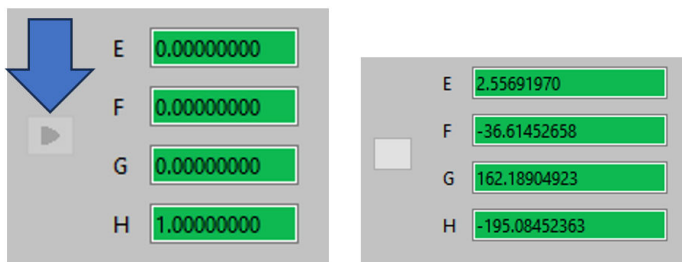 E 0.00000000
F 0.00000000
G 0.00000000
H 1.00000000
E 2.55691970
F -36.61452658
G 162.18904923
H -195.08452363